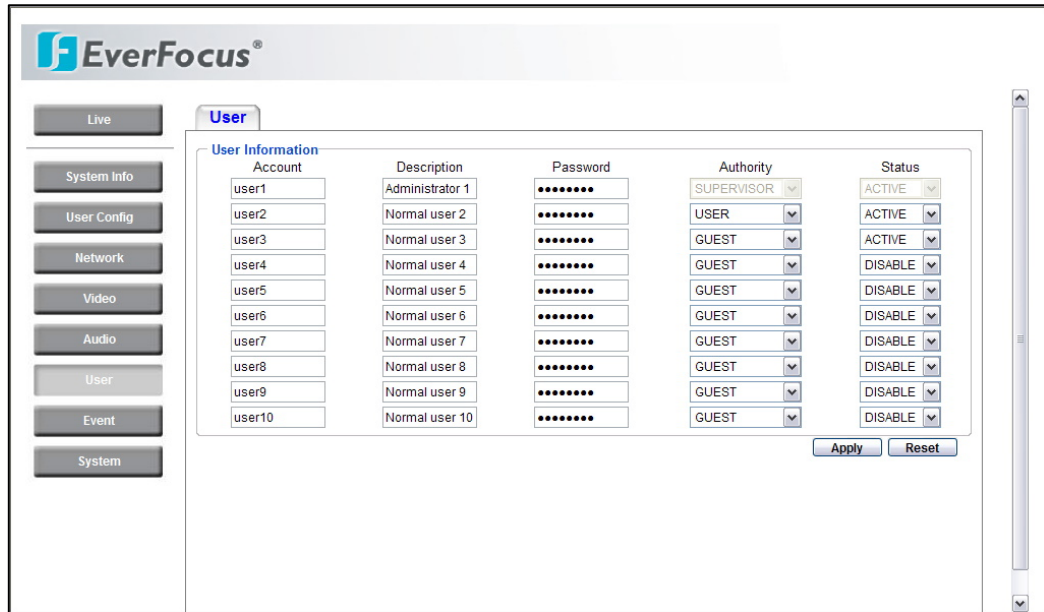 EverFocus®
Live
System Info
User Config
Network
Video
Audio
User
Event
System
User
User Information
Account Description Password Authority Status
user1 Administrator 1 •••••••• SUPERVISOR ACTIVE
user2 Normal user 2 •••••••• USER ACTIVE
user3 Normal user 3 •••••••• GUEST ACTIVE
user4 Normal user 4 •••••••• GUEST DISABLE
user5 Normal user 5 •••••••• GUEST DISABLE
user6 Normal user 6 •••••••• GUEST DISABLE
user7 Normal user 7 •••••••• GUEST DISABLE
user8 Normal user 8 •••••••• GUEST DISABLE
user9 Normal user 9 •••••••• GUEST DISABLE
user10 Normal user 10 •••••••• GUEST DISABLE
Apply Reset